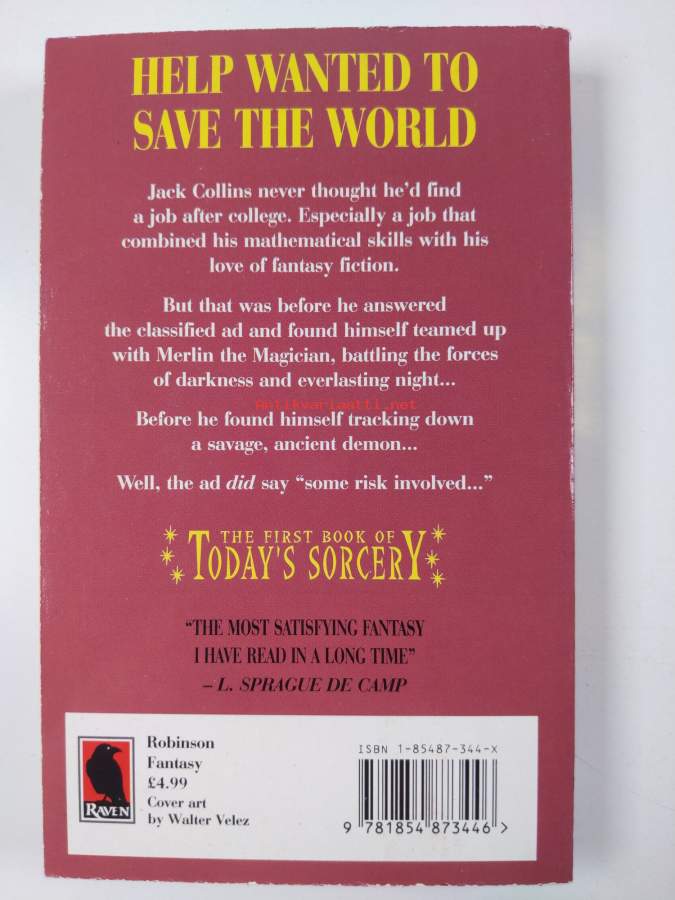 HELP WANTED TO
SAVE THE WORLD
Jack Collins never thought he'd find
a job after college. Especially a job that
combined his mathematical skills with his
love of fantasy fiction.
But that was before he answered
the classified ad and found himself teamed up
with Merlin the Magician, battling the forces
of darkness and everlasting night...
Antikvariaatti.net
Before he found himself tracking down
a savage, ancient demon...
Well, the ad did say “some risk involved...”
THE FIRST BOOK OF
TODAY'S SORCERY
“THE MOST SATISFYING FANTASY
I HAVE READ IN A LONG TIME”
– L. SPRAGUE DE CAMP
RAVEN
Robinson
Fantasy
£4.99
Cover art
by Walter Velez
ISBN 1-85487-344-X
9 781854 873446 >